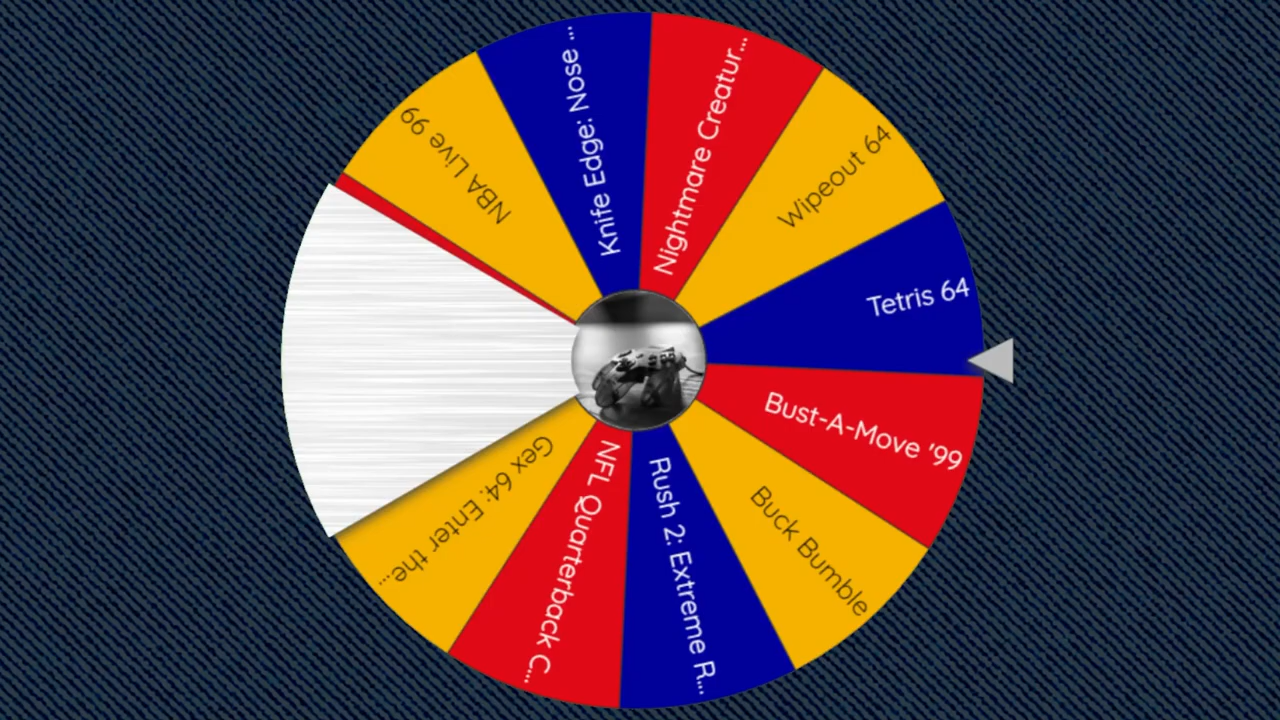 NBA Live 99
Knife Edge: Nose ...
Nightmare Creatur...
Wipeout 64
Tetris 64
Bust-A-Move '99
Buck Bumble
Rush 2: Extreme R...
NFL Quarterback C...
Gex 64: Enter the...